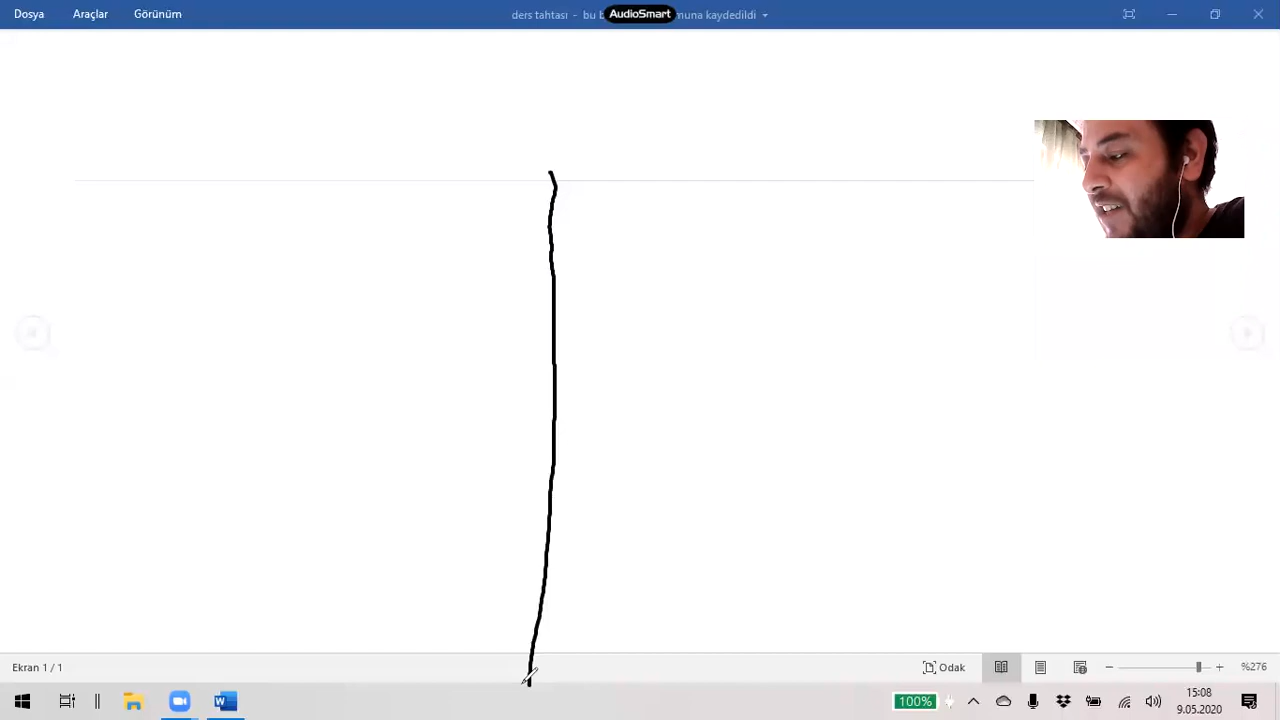 Dosya Araçlar Görünüm ders tahtası - bu b AudioSmart muna kaydedildi
Ekran 1 / 1 Odak %276
100% 15:08
9.05.2020